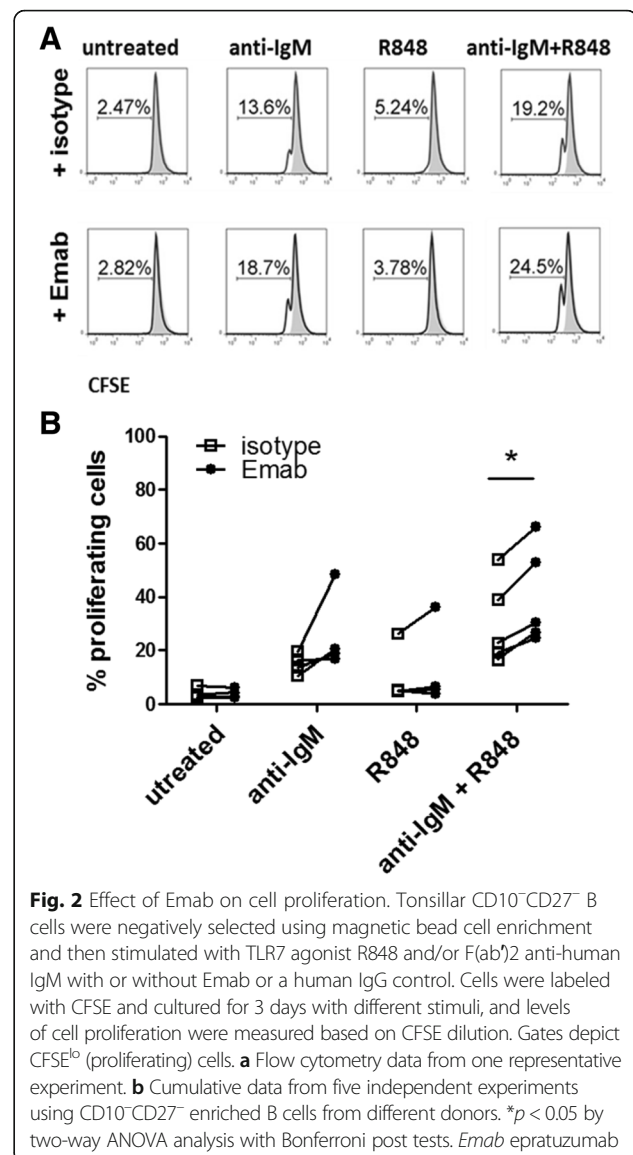 A
untreated anti-IgM R848 anti-IgM+R848
+ isotype
2.47% 13.6% 5.24% 19.2%
+ Emab
2.82% 18.7% 3.78% 24.5%
CFSE
B
% proliferating cells
100
80
60
40
20
0
isotype
Emab
*
utreated
anti-IgM
R848
anti-IgM + R848
Fig. 2 Effect of Emab on cell proliferation. Tonsillar CD10⁻CD27⁻ B
cells were negatively selected using magnetic bead cell enrichment
and then stimulated with TLR7 agonist R848 and/or F(ab′)2 anti-human
IgM with or without Emab or a human IgG control. Cells were labeled
with CFSE and cultured for 3 days with different stimuli, and levels
of cell proliferation were measured based on CFSE dilution. Gates depict
CFSEˡᵒ (proliferating) cells. a Flow cytometry data from one representative
experiment. b Cumulative data from five independent experiments
using CD10⁻CD27⁻ enriched B cells from different donors. *p < 0.05 by
two-way ANOVA analysis with Bonferroni post tests. Emab epratuzumab